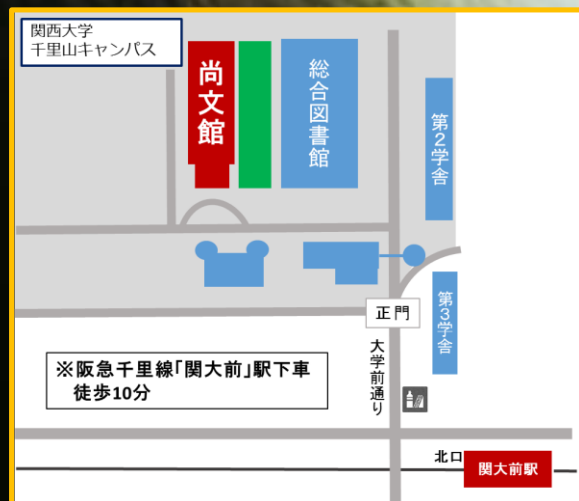 関西大学
千里山キャンパス
尚文館
総合図書館
第2学舎
第3学舎
正門
大学前通り
※阪急千里線「関大前」駅下車
徒歩10分
北口
関大前駅